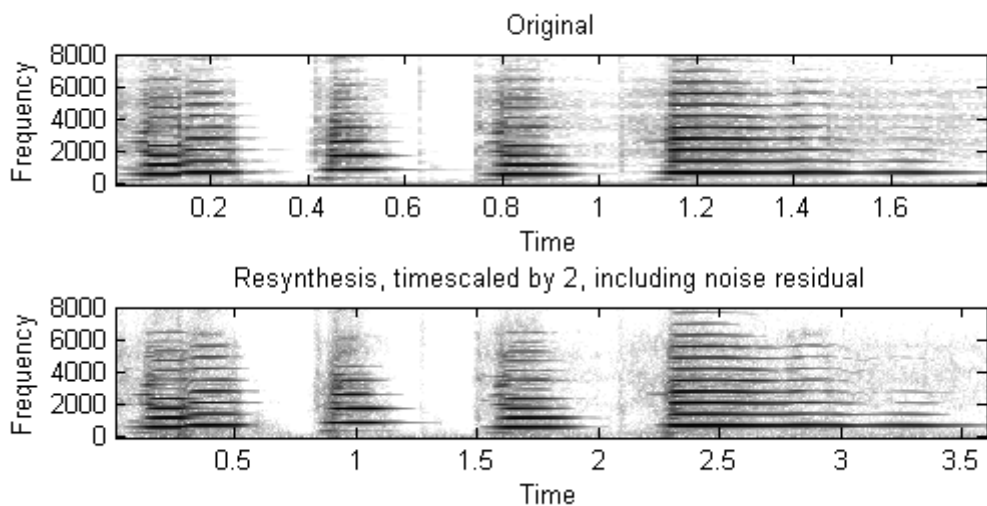 Original
Frequency
8000
6000
4000
2000
0
0.2 0.4 0.6 0.8 1 1.2 1.4 1.6
Time
Resynthesis, timescaled by 2, including noise residual
Frequency
8000
6000
4000
2000
0
0.5 1 1.5 2 2.5 3 3.5
Time